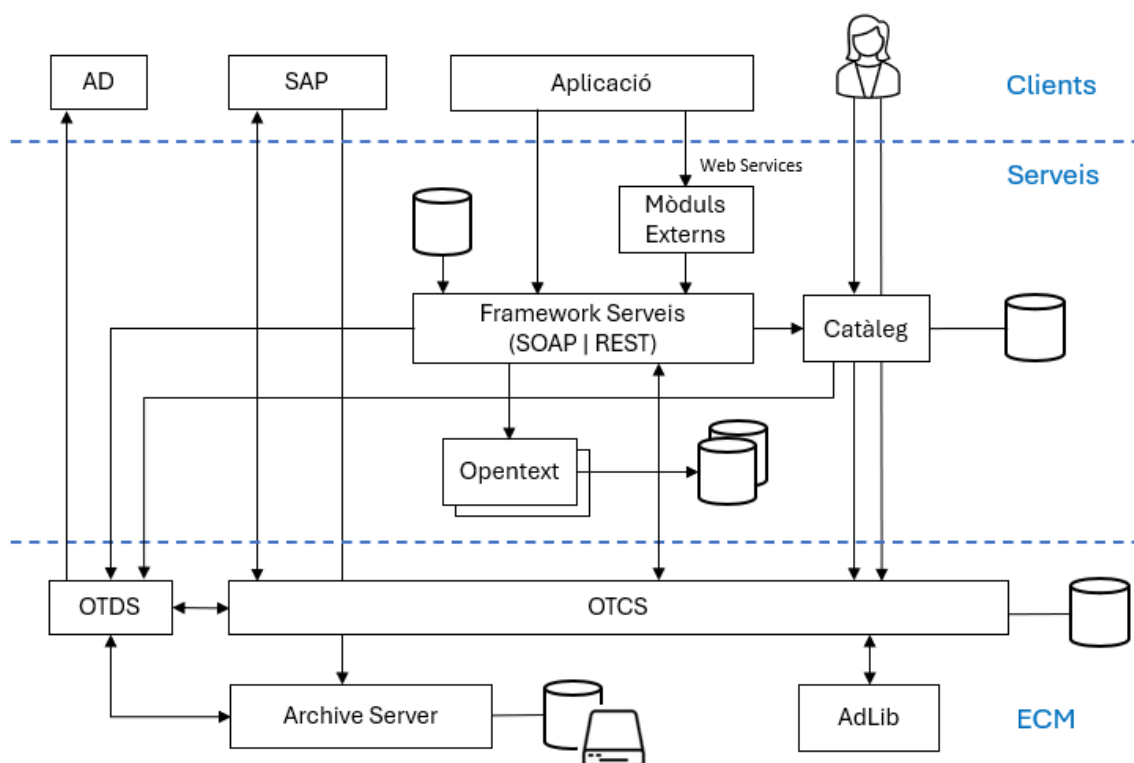 AD
SAP
Aplicació
Clients
Web Services
Serveis
Mòduls
Externs
Framework Serveis
(SOAP | REST)
Catàleg
Opentext
OTDS
OTCS
Archive Server
AdLib
ECM